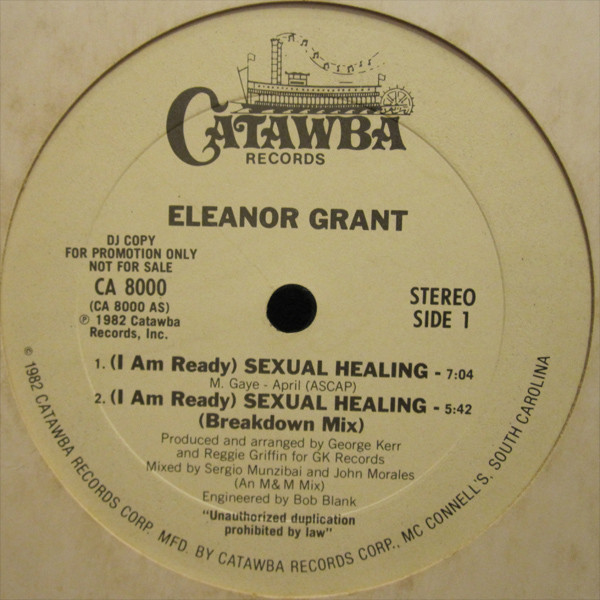 CATAWBA
RECORDS
ELEANOR GRANT
DJ COPY
FOR PROMOTION ONLY
NOT FOR SALE
CA 8000
(CA 8000 AS)
℗ 1982 Catawba
Records, Inc.
STEREO
SIDE 1
1. (I Am Ready) SEXUAL HEALING - 7:04
M. Gaye - April (ASCAP)
2. (I Am Ready) SEXUAL HEALING - 5:42
(Breakdown Mix)
Produced and arranged by George Kerr
and Reggie Griffin for GK Records
Mixed by Sergio Munzibai and John Morales
(An M&M Mix)
Engineered by Bob Blank
"Unauthorized duplication
prohibited by law"
© 1982 CATAWBA RECORDS CORP. MFD. BY CATAWBA RECORDS CORP., MC CONNELL'S, SOUTH CAROLINA